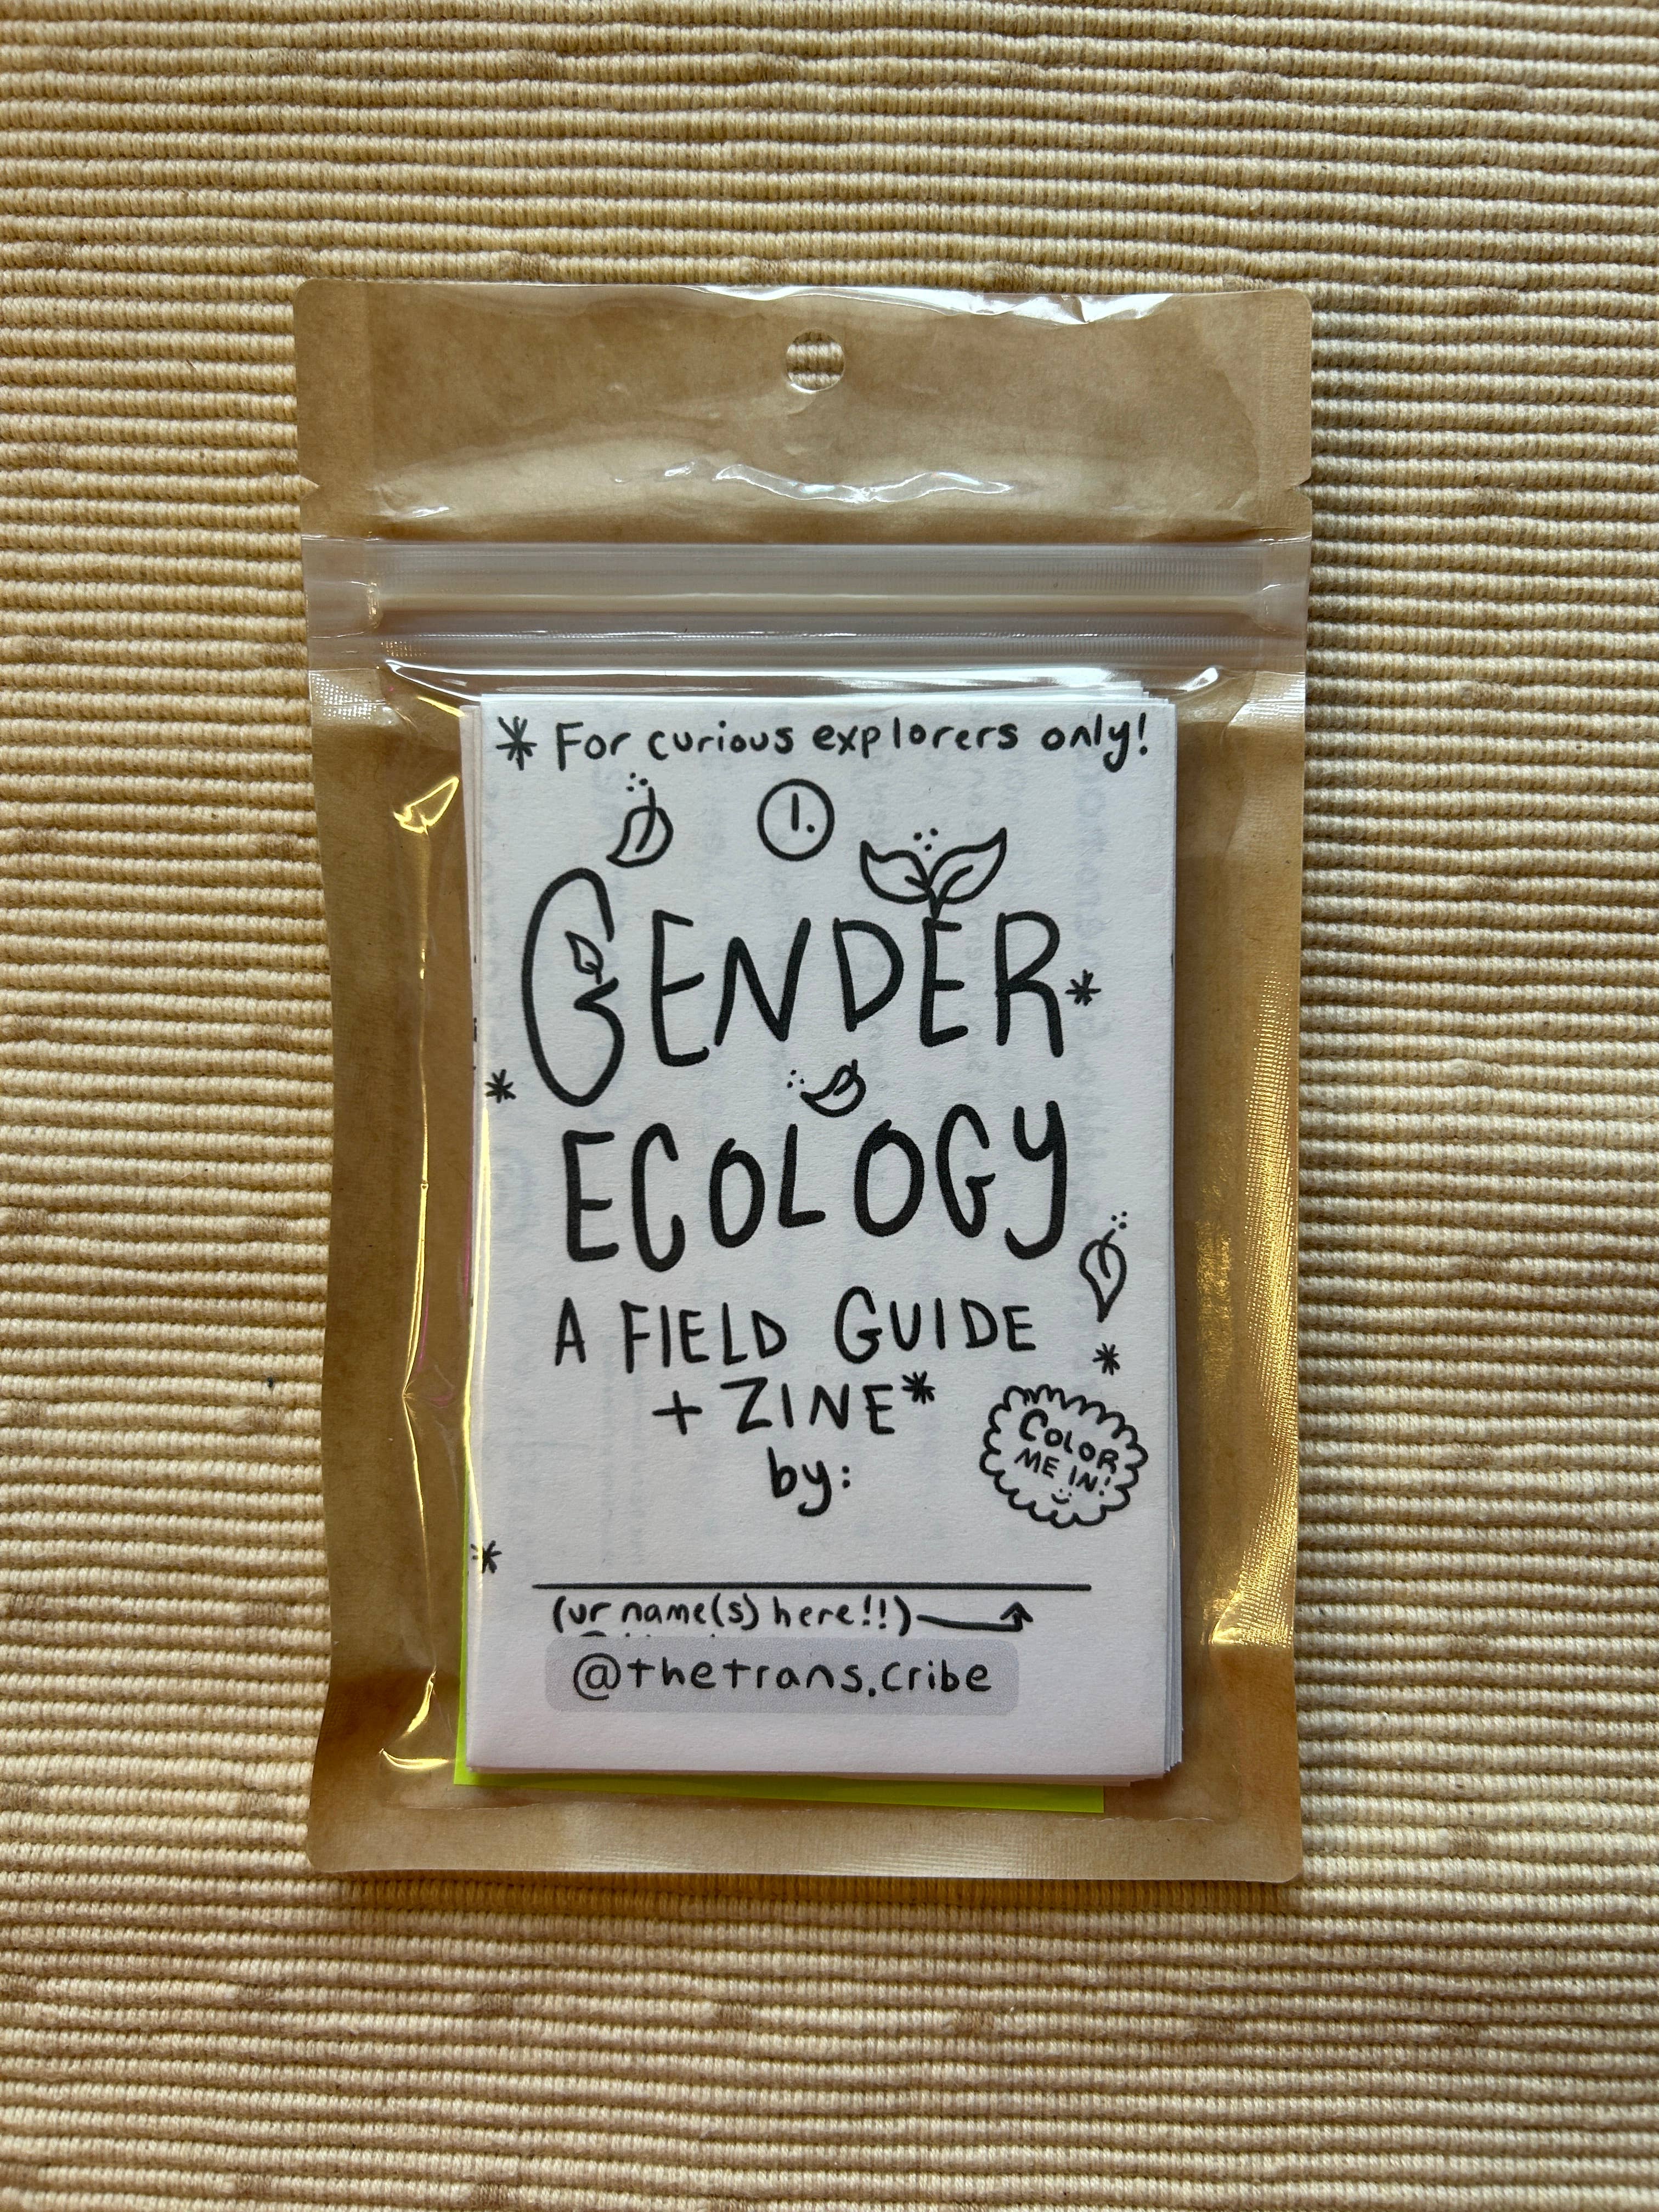 * For curious explorers only!
1.
GENDER*
ECOLOGY
A FIELD GUIDE
+ ZINE*
by:
COLOR
ME IN!
(ur name(s) here!!)
@thetrans.cribe